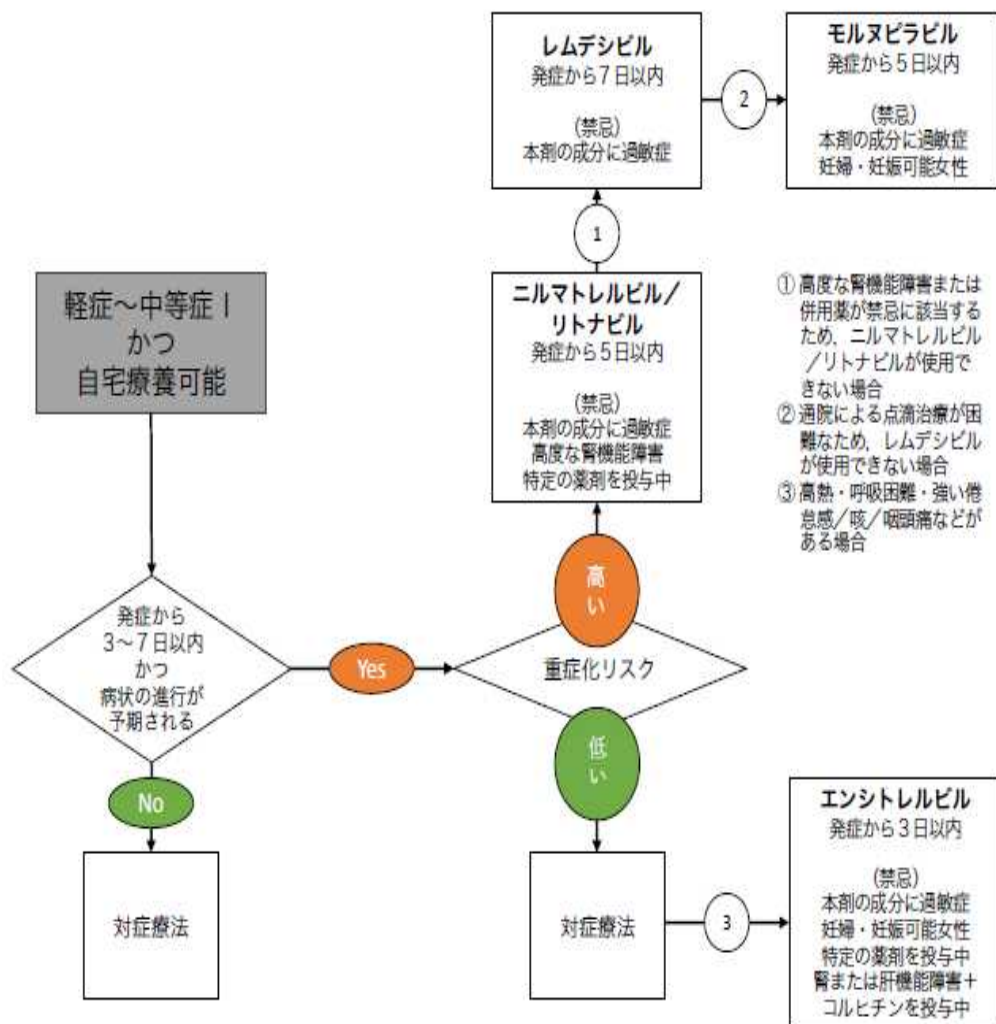 レムデシビル
発症から7日以内
(禁忌)
本剤の成分に過敏症
2
モルヌピラビル
発症から5日以内
(禁忌)
本剤の成分に過敏症
妊婦・妊娠可能女性
1
軽症～中等症Ⅰ
かつ
自宅療養可能
ニルマトレルビル／
リトナビル
発症から5日以内
(禁忌)
本剤の成分に過敏症
高度な腎機能障害
特定の薬剤を投与中
① 高度な腎機能障害または
併用薬が禁忌に該当する
ため，ニルマトレルビル
／リトナビルが使用で
きない場合
② 通院による点滴治療が困
難なため，レムデシビル
が使用できない場合
③ 高熱・呼吸困難・強い倦
怠感／咳／咽頭痛などが
ある場合
発症から
3～7日以内
かつ
病状の進行が
予期される
Yes
高
い
重症化リスク
低
い
No
対症療法
対症療法
3
エンシトレルビル
発症から3日以内
(禁忌)
本剤の成分に過敏症
妊婦・妊娠可能女性
特定の薬剤を投与中
腎または肝機能障害＋
コルヒチンを投与中